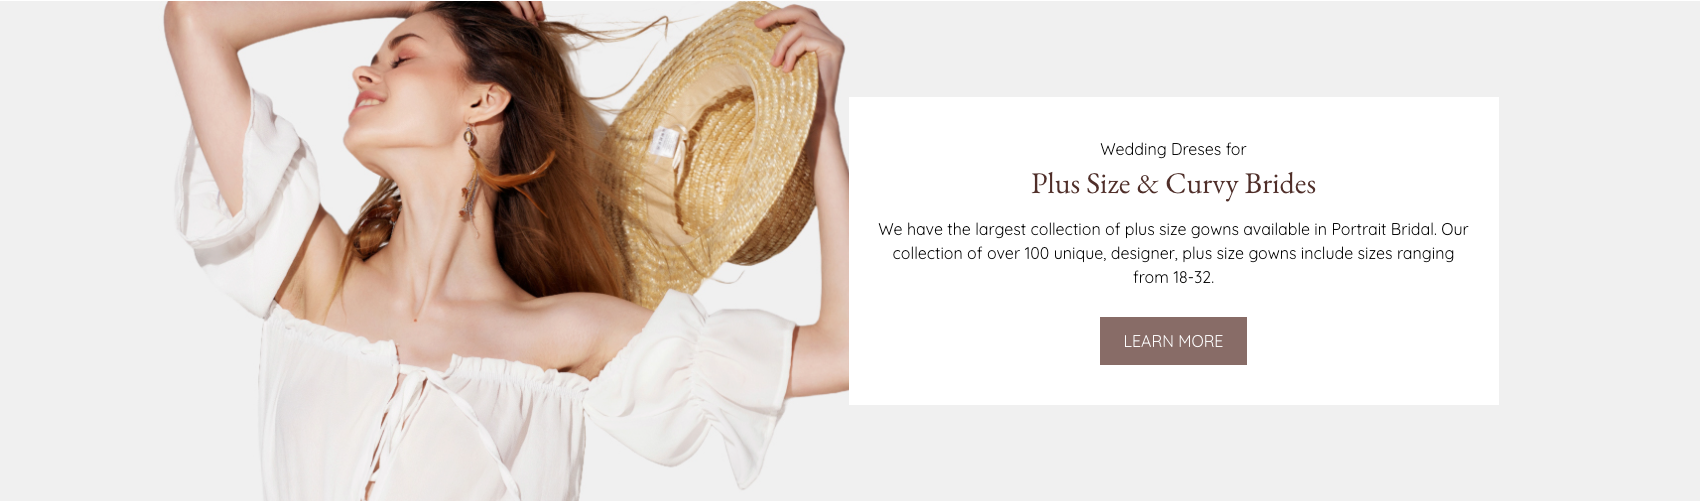 Wedding Dreses for
Plus Size & Curvy Brides
We have the largest collection of plus size gowns available in Portrait Bridal. Our
collection of over 100 unique, designer, plus size gowns include sizes ranging
from 18-32.
LEARN MORE